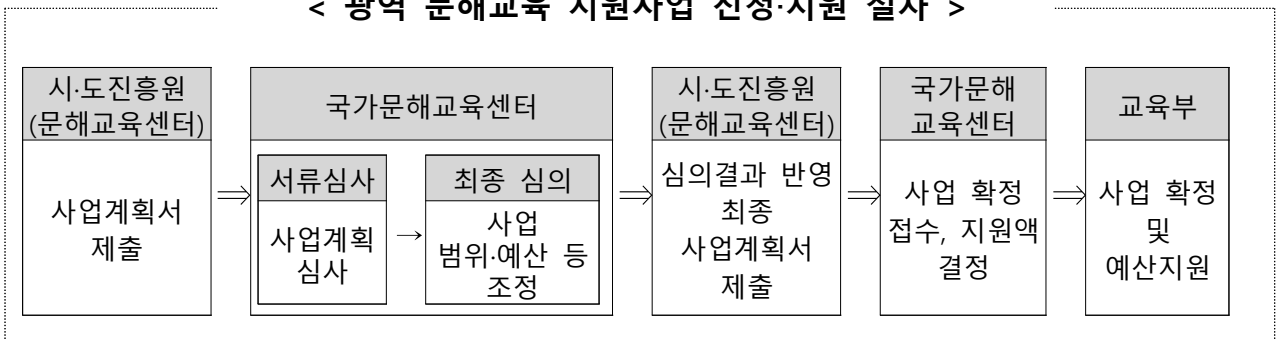 < 광역 문해교육 지원사업 신청·지원 절차 >
시·도진흥원
(문해교육센터)
사업계획서
제출
⇒
국가문해교육센터
서류심사
사업계획
심사
→
최종 심의
사업
범위·예산 등
조정
⇒
시·도진흥원
(문해교육센터)
심의결과 반영
최종
사업계획서
제출
⇒
국가문해
교육센터
사업 확정
접수, 지원액
결정
⇒
교육부
사업 확정
및
예산지원